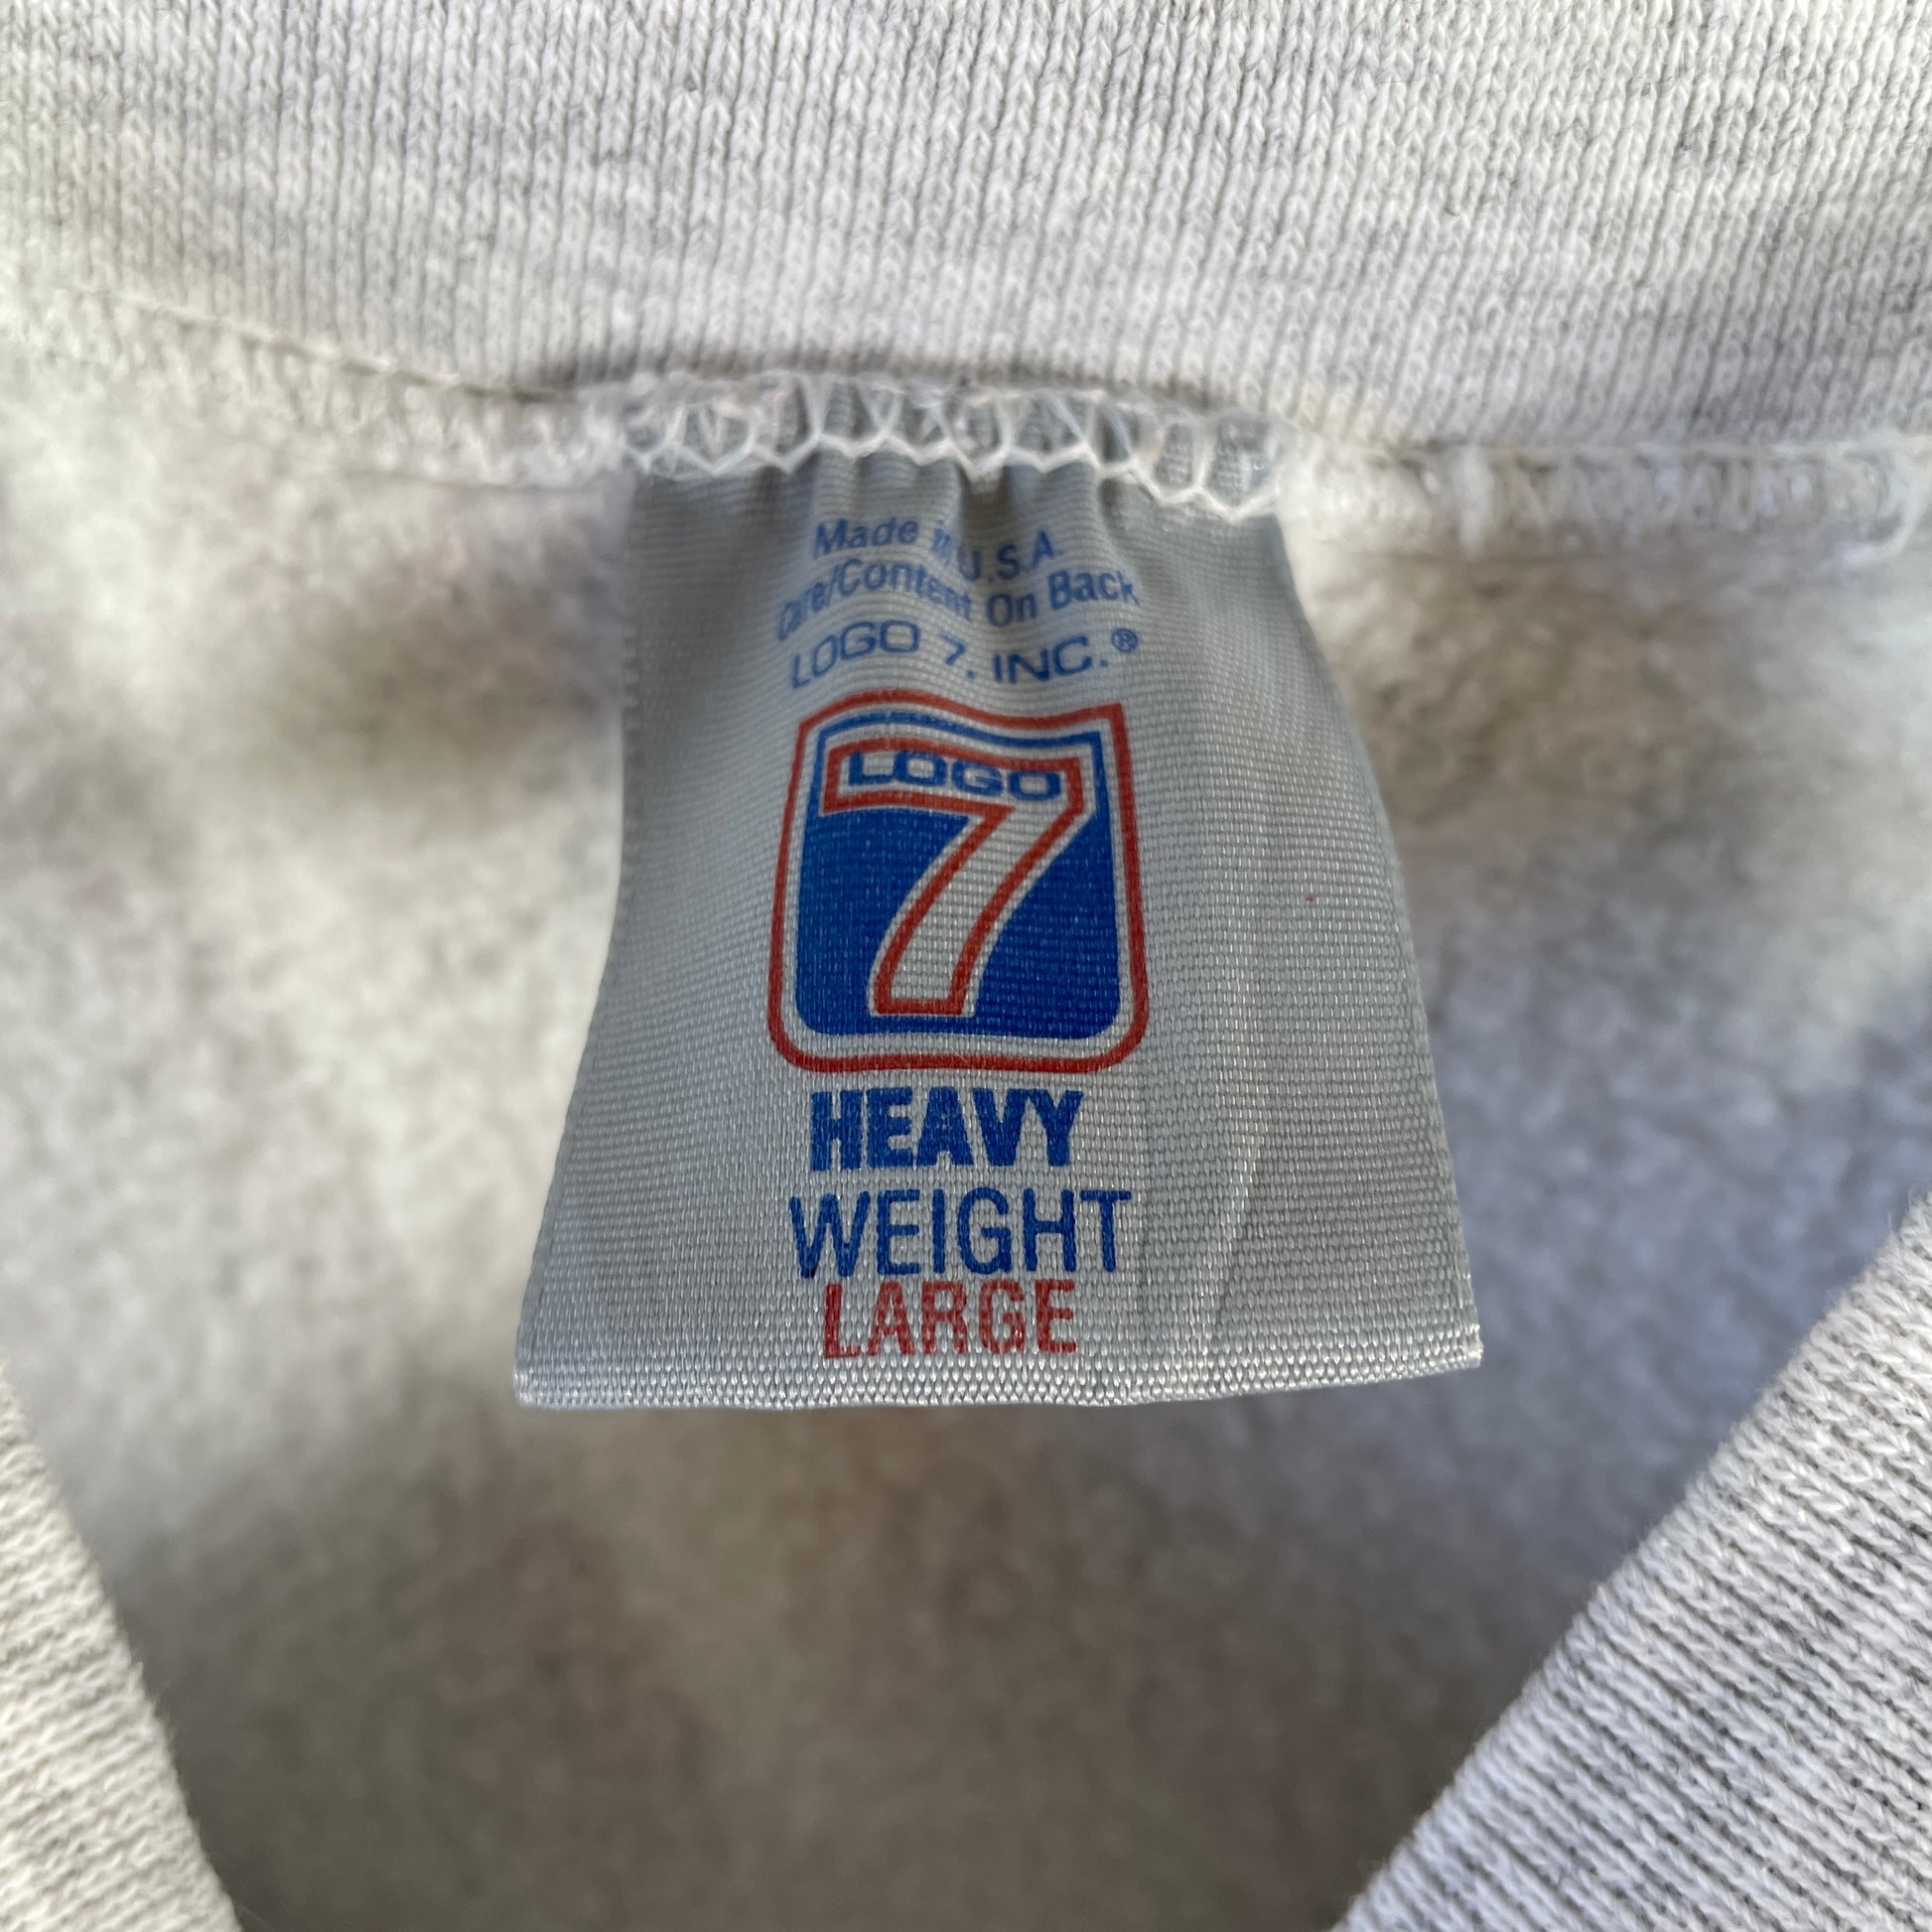 Made in U.S.A.
Care/Content On Back
LOGO 7, INC.®
LOGO
7
HEAVY
WEIGHT
LARGE